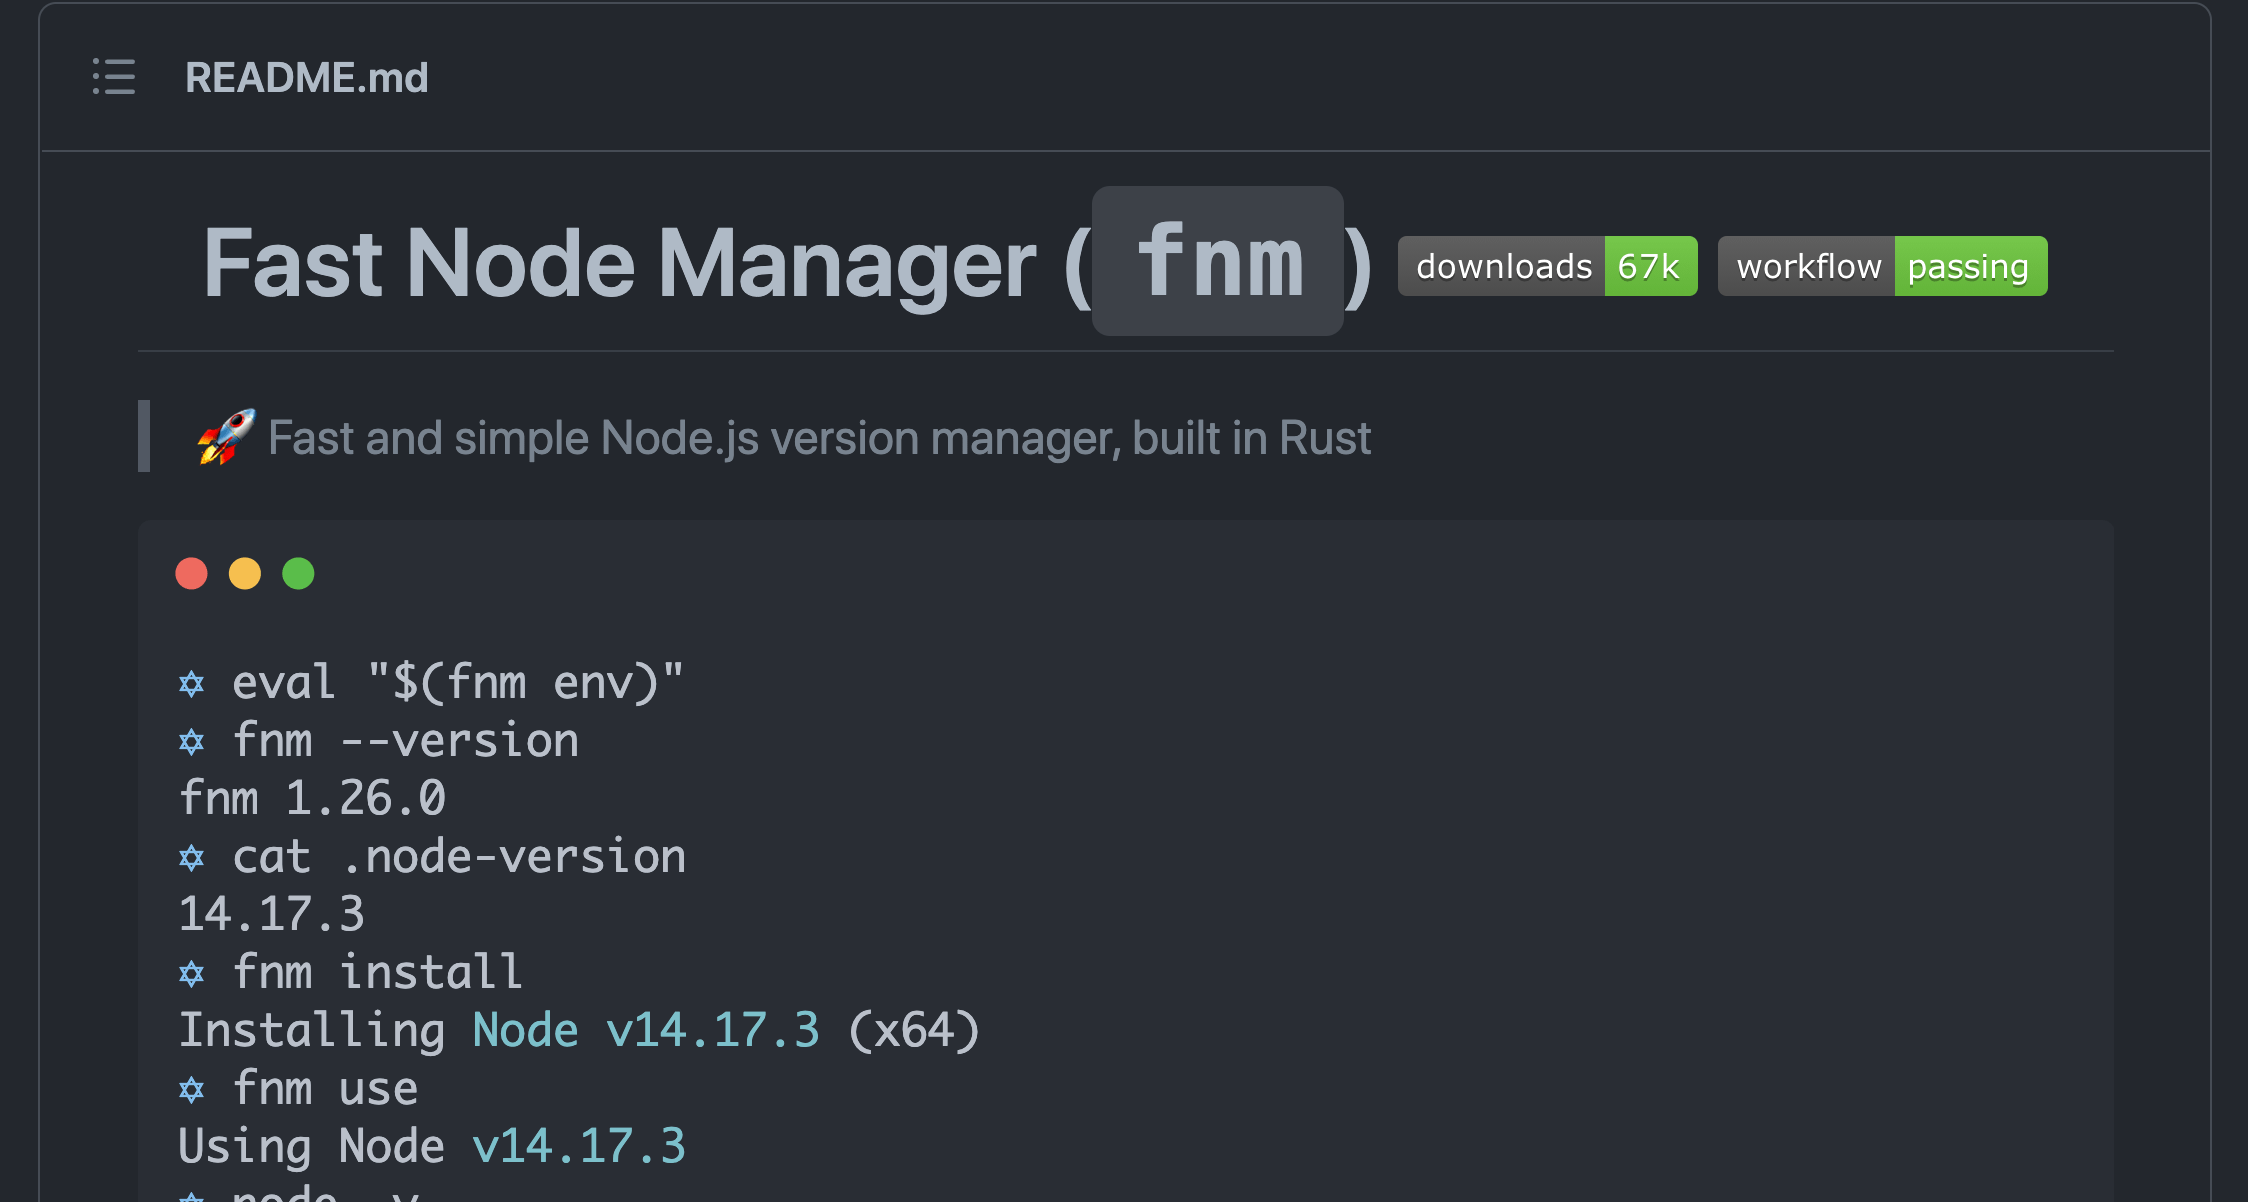 README.md
Fast Node Manager (fnm) downloads 67k workflow passing
🚀 Fast and simple Node.js version manager, built in Rust
✡ eval "$(fnm env)"
✡ fnm --version
fnm 1.26.0
✡ cat .node-version
14.17.3
✡ fnm install
Installing Node v14.17.3 (x64)
✡ fnm use
Using Node v14.17.3
✡ node -v